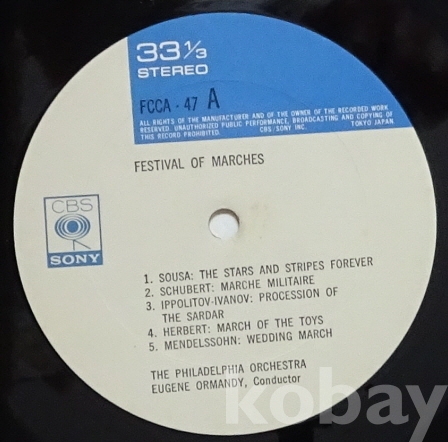 33 1/3
STEREO
FCCA - 47 A
ALL RIGHTS OF THE MANUFACTURER AND OF THE OWNER OF THE RECORDED WORK
RESERVED. UNAUTHORIZED PUBLIC PERFORMANCE, BROADCASTING AND COPYING OF
THIS RECORD PROHIBITED. CBS/SONY INC. TOKYO JAPAN
FESTIVAL OF MARCHES
CBS
SONY
1. SOUSA: THE STARS AND STRIPES FOREVER
2. SCHUBERT: MARCHE MILITAIRE
3. IPPOLITOV-IVANOV: PROCESSION OF
THE SARDAR
4. HERBERT: MARCH OF THE TOYS
5. MENDELSSOHN: WEDDING MARCH
THE PHILADELPHIA ORCHESTRA
EUGENE ORMANDY, Conductor
kobay